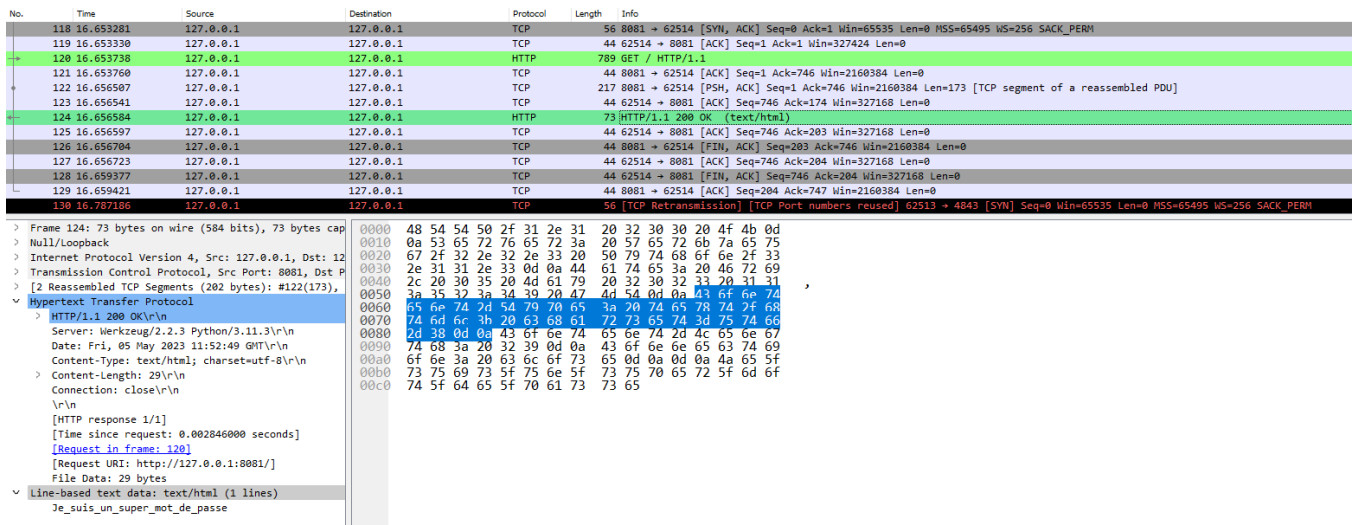 No. Time Source Destination Protocol Length Info
118 16.653281 127.0.0.1 127.0.0.1 TCP 56 8081 → 62514 [SYN, ACK] Seq=0 Ack=1 Win=65535 Len=0 MSS=65495 WS=256 SACK_PERM
119 16.653330 127.0.0.1 127.0.0.1 TCP 44 62514 → 8081 [ACK] Seq=1 Ack=1 Win=327424 Len=0
120 16.653738 127.0.0.1 127.0.0.1 HTTP 789 GET / HTTP/1.1
121 16.653760 127.0.0.1 127.0.0.1 TCP 44 8081 → 62514 [ACK] Seq=1 Ack=746 Win=2160384 Len=0
122 16.656507 127.0.0.1 127.0.0.1 TCP 217 8081 → 62514 [PSH, ACK] Seq=1 Ack=746 Win=2160384 Len=173 [TCP segment of a reassembled PDU]
123 16.656541 127.0.0.1 127.0.0.1 TCP 44 62514 → 8081 [ACK] Seq=746 Ack=174 Win=327168 Len=0
124 16.656584 127.0.0.1 127.0.0.1 HTTP 73 HTTP/1.1 200 OK (text/html)
125 16.656597 127.0.0.1 127.0.0.1 TCP 44 62514 → 8081 [ACK] Seq=746 Ack=203 Win=327168 Len=0
126 16.656704 127.0.0.1 127.0.0.1 TCP 44 8081 → 62514 [FIN, ACK] Seq=203 Ack=746 Win=2160384 Len=0
127 16.656723 127.0.0.1 127.0.0.1 TCP 44 62514 → 8081 [ACK] Seq=746 Ack=204 Win=327168 Len=0
128 16.659377 127.0.0.1 127.0.0.1 TCP 44 62514 → 8081 [FIN, ACK] Seq=746 Ack=204 Win=327168 Len=0
129 16.659421 127.0.0.1 127.0.0.1 TCP 44 8081 → 62514 [ACK] Seq=204 Ack=747 Win=2160384 Len=0
130 16.787186 127.0.0.1 127.0.0.1 TCP 56 [TCP Retransmission] [TCP Port numbers reused] 62513 → 4843 [SYN] Seq=0 Win=65535 Len=0 MSS=65495 WS=256 SACK_PERM
Frame 124: 73 bytes on wire (584 bits), 73 bytes cap
Null/Loopback
Internet Protocol Version 4, Src: 127.0.0.1, Dst: 12
Transmission Control Protocol, Src Port: 8081, Dst P
[2 Reassembled TCP Segments (202 bytes): #122(173),
Hypertext Transfer Protocol
HTTP/1.1 200 OK\r\n
Server: Werkzeug/2.2.3 Python/3.11.3\r\n
Date: Fri, 05 May 2023 11:52:49 GMT\r\n
Content-Type: text/html; charset=utf-8\r\n
Content-Length: 29\r\n
Connection: close\r\n
\r\n
[HTTP response 1/1]
[Time since request: 0.002846000 seconds]
[Request in frame: 120]
[Request URI: http://127.0.0.1:8081/]
File Data: 29 bytes
Line-based text data: text/html (1 lines)
Je_suis_un_super_mot_de_passe
0000 48 54 54 50 2f 31 2e 31 20 32 30 30 20 4f 4b 0d
0010 0a 53 65 72 76 65 72 3a 20 57 65 72 6b 7a 65 75
0020 67 2f 32 2e 32 2e 33 20 50 79 74 68 6f 6e 2f 33
0030 2e 31 31 2e 33 0d 0a 44 61 74 65 3a 20 46 72 69
0040 2c 20 30 35 20 4d 61 79 20 32 30 32 33 20 31 31 ,
0050 3a 35 32 3a 34 39 20 47 4d 54 0d 0a 43 6f 6e 74
0060 65 6e 74 2d 54 79 70 65 3a 20 74 65 78 74 2f 68
0070 74 6d 6c 3b 20 63 68 61 72 73 65 74 3d 75 74 66
0080 2d 38 0d 0a 43 6f 6e 74 65 6e 74 2d 4c 65 6e 67
0090 74 68 3a 20 32 39 0d 0a 43 6f 6e 6e 65 63 74 69
00a0 6f 6e 3a 20 63 6c 6f 73 65 0d 0a 0d 0a 4a 65 5f
00b0 73 75 69 73 5f 75 6e 5f 73 75 70 65 72 5f 6d 6f
00c0 74 5f 64 65 5f 70 61 73 73 65